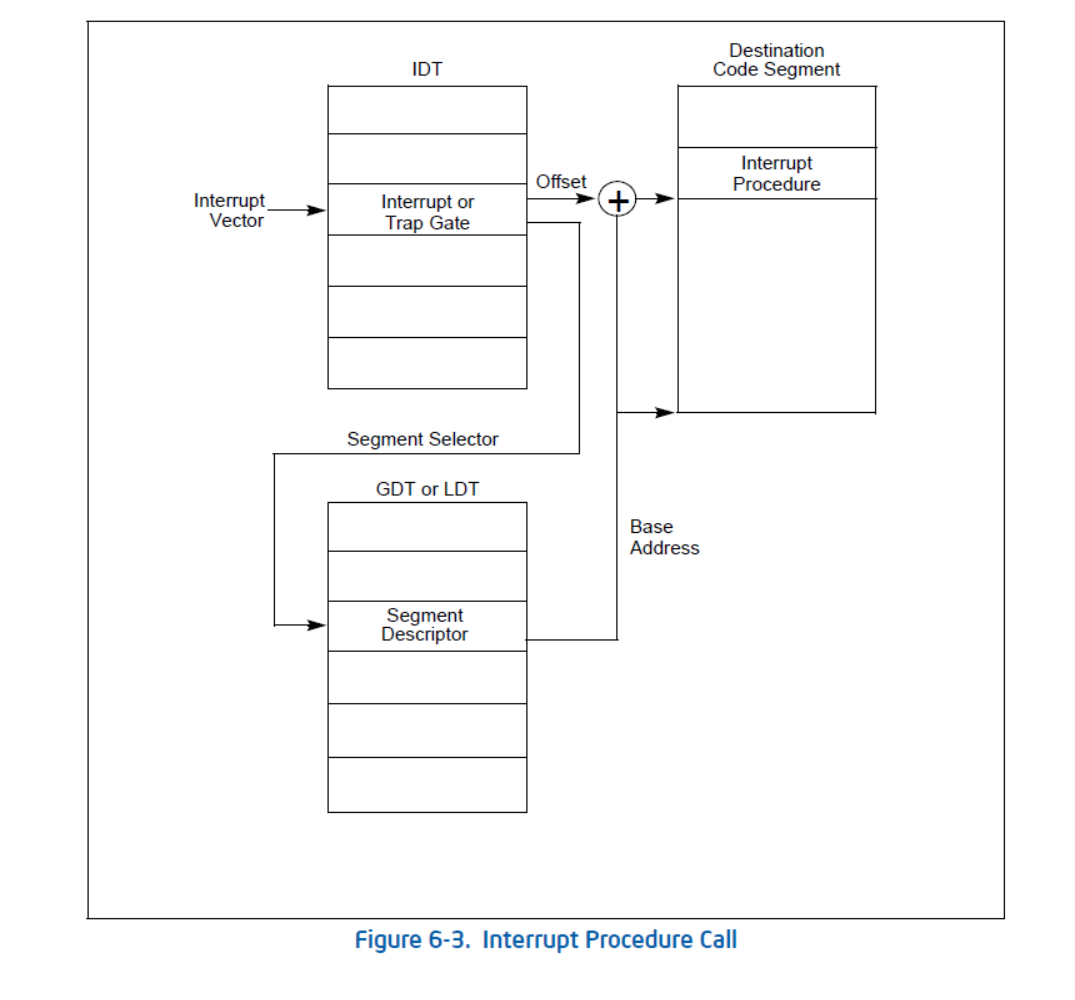 IDT
Destination
Code Segment
Interrupt
Vector
Interrupt or
Trap Gate
Offset
+
Interrupt
Procedure
Segment Selector
GDT or LDT
Segment
Descriptor
Base
Address
Figure 6-3. Interrupt Procedure Call